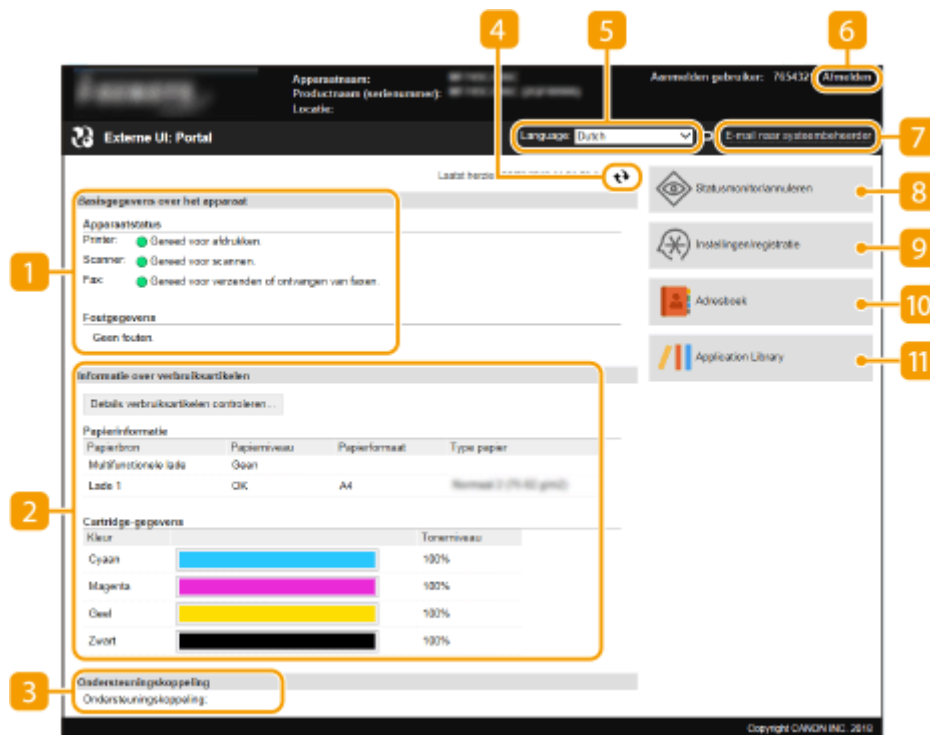 4
5
6
Apparaatnaam:
Productnaam (serienummer):
Locatie:
Aanmelden gebruiker: 765432 Afmelden
Externe UI: Portal
Language: Dutch
E-mail naar systeembeheerder
7
Laatst herzie
Basisgegevens over het apparaat
Apparaatstatus
Printer: Gereed voor afdrukken.
Scanner: Gereed voor scannen.
Fax: Gereed voor verzenden of ontvangen van faxen.
1
Foutgegevens
Geen fouten.
Statusmonitor/annuleren
8
Instellingen/registratie
9
Adresboek
10
Application Library
11
Informatie over verbruiksartikelen
Details verbruiksartikelen controleren...
Papierinformatie
Papierbron Papierniveau Papierformaat Type papier
Multifunctionele lade Geen
Lade 1 OK A4
2
Cartridge-gegevens
Kleur Tonerniveau
Cyaan 100%
Magenta 100%
Geel 100%
Zwart 100%
3
Ondersteuningskoppeling
Ondersteuningskoppeling:
Copyright CANON INC. 2018